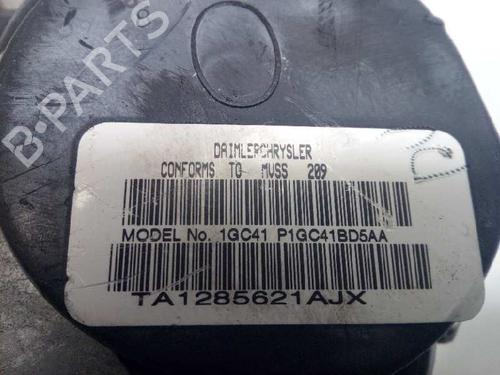 B-PARTS
DAIMLERCHRYSLER
CONFORMS TO MVSS 209
MODEL No. 1GC41 P1GC41BD5AA
TA1285621AJX